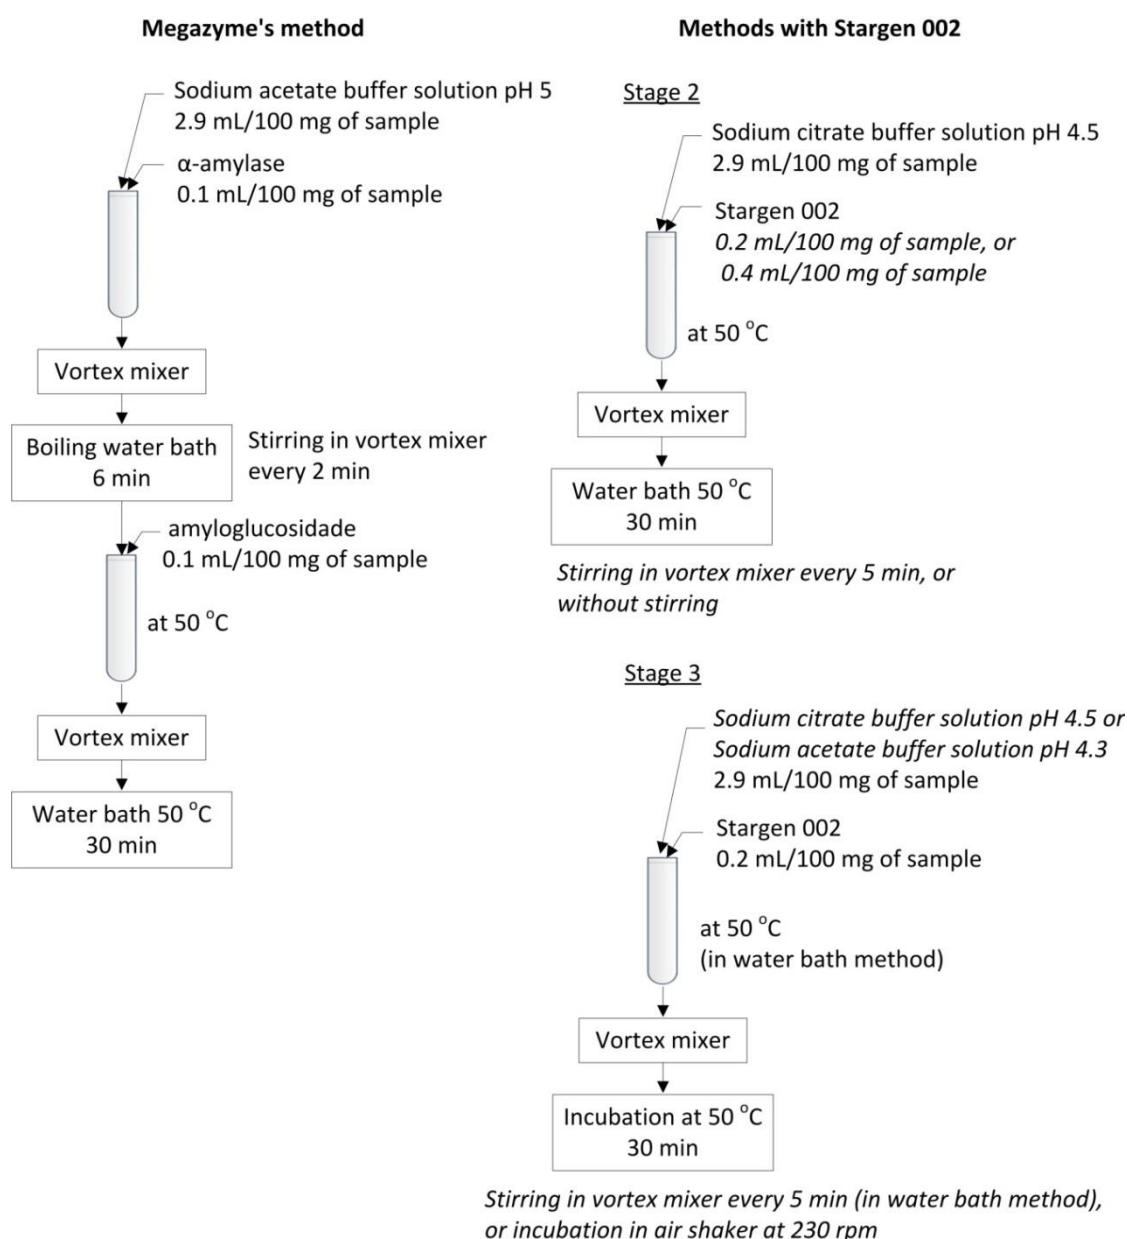 Megazyme's method
Sodium acetate buffer solution pH 5
2.9 mL/100 mg of sample
α-amylase
0.1 mL/100 mg of sample
Vortex mixer
Boiling water bath
6 min
Stirring in vortex mixer
every 2 min
amyloglucosidade
0.1 mL/100 mg of sample
at 50 °C
Vortex mixer
Water bath 50 °C
30 min
Methods with Stargen 002
Stage 2
Sodium citrate buffer solution pH 4.5
2.9 mL/100 mg of sample
Stargen 002
0.2 mL/100 mg of sample, or
0.4 mL/100 mg of sample
at 50 °C
Vortex mixer
Water bath 50 °C
30 min
Stirring in vortex mixer every 5 min, or
without stirring
Stage 3
Sodium citrate buffer solution pH 4.5 or
Sodium acetate buffer solution pH 4.3
2.9 mL/100 mg of sample
Stargen 002
0.2 mL/100 mg of sample
at 50 °C
(in water bath method)
Vortex mixer
Incubation at 50 °C
30 min
Stirring in vortex mixer every 5 min (in water bath method),
or incubation in air shaker at 230 rpm